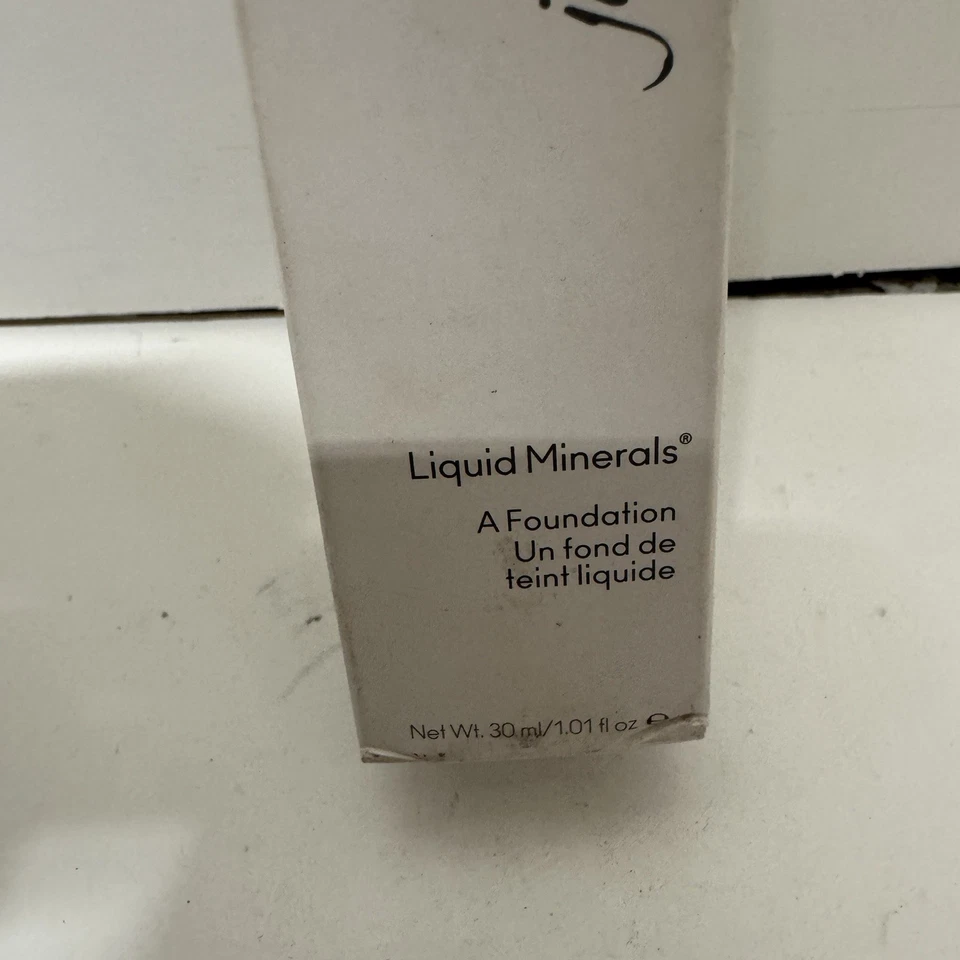 Liquid Minerals®
A Foundation
Un fond de
teint liquide
Net Wt. 30 ml/1.01 fl oz ℮